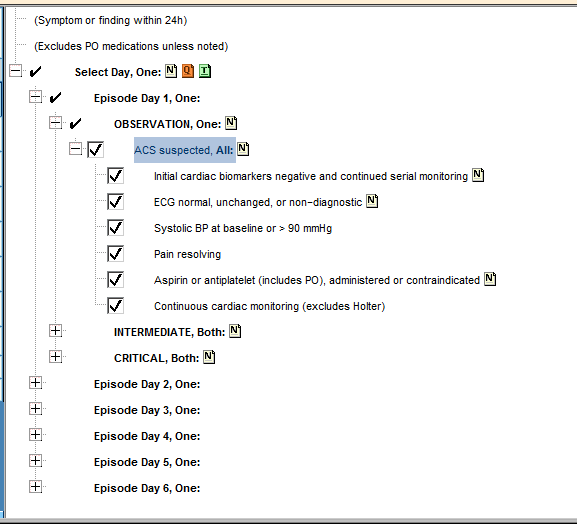 (Symptom or finding within 24h)
(Excludes PO medications unless noted)
Select Day, One: N Q T
Episode Day 1, One:
OBSERVATION, One: N
ACS suspected, All: N
Initial cardiac biomarkers negative and continued serial monitoring N
ECG normal, unchanged, or non-diagnostic N
Systolic BP at baseline or > 90 mmHg
Pain resolving
Aspirin or antiplatelet (includes PO), administered or contraindicated N
Continuous cardiac monitoring (excludes Holter)
INTERMEDIATE, Both: N
CRITICAL, Both: N
Episode Day 2, One:
Episode Day 3, One:
Episode Day 4, One:
Episode Day 5, One:
Episode Day 6, One: